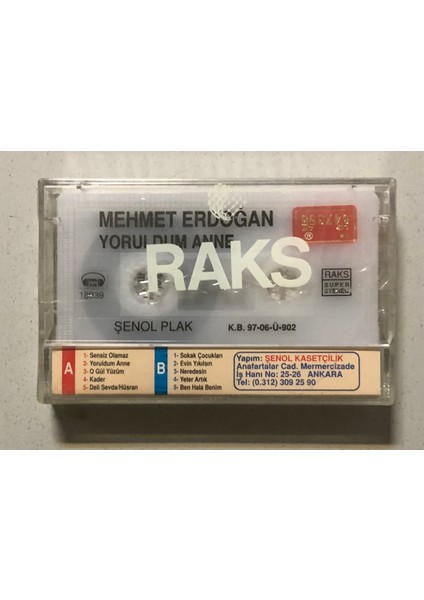 MEHMET ERDOĞAN
YORULDUM ANNE
RAKS
RAKS
SUPER
ŞENOL PLAK
K.B. 97-06-Ü-902
A
1- Sensiz Olamaz
2- Yoruldum Anne
3- O Gül Yüzüm
4- Kader
5- Deli Sevda/Hüsran
B
1- Sokak Çocukları
2- Evin Yıkılsın
3- Neredesin
4- Yeter Artık
5- Ben Hala Benim
Yapım: ŞENOL KASETÇİLİK
Anafartalar Cad. Mermercizade
İş Hanı No: 25-26 ANKARA
Tel: (0.312) 309 25 90